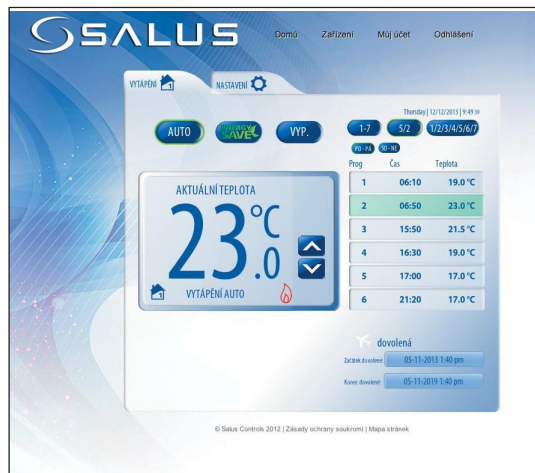 SALUS
Domů Zařízení Můj účet Odhlášení
VYTÁPĚNÍ 1 NASTAVENÍ
Thursday | 12/12/2013 | 9:49:39
AUTO ENERGY SAVE VYP. 1-7 5/2 1/2/3/4/5/6/7
PO - PÁ SO - NE
Prog Čas Teplota
1 06:10 19.0 °C
2 06:50 23.0 °C
3 15:50 21.5 °C
4 16:30 19.0 °C
5 17:00 17.0 °C
6 21:20 17.0 °C
AKTUÁLNÍ TEPLOTA
23.0 °C
1 VYTÁPĚNÍ AUTO
dovolená
Začátek dovolené: 05-11-2013 1:40 pm
Konec dovolené: 05-11-2019 1:40 pm
© Salus Controls 2012 | Zásady ochrany soukromí | Mapa stránek